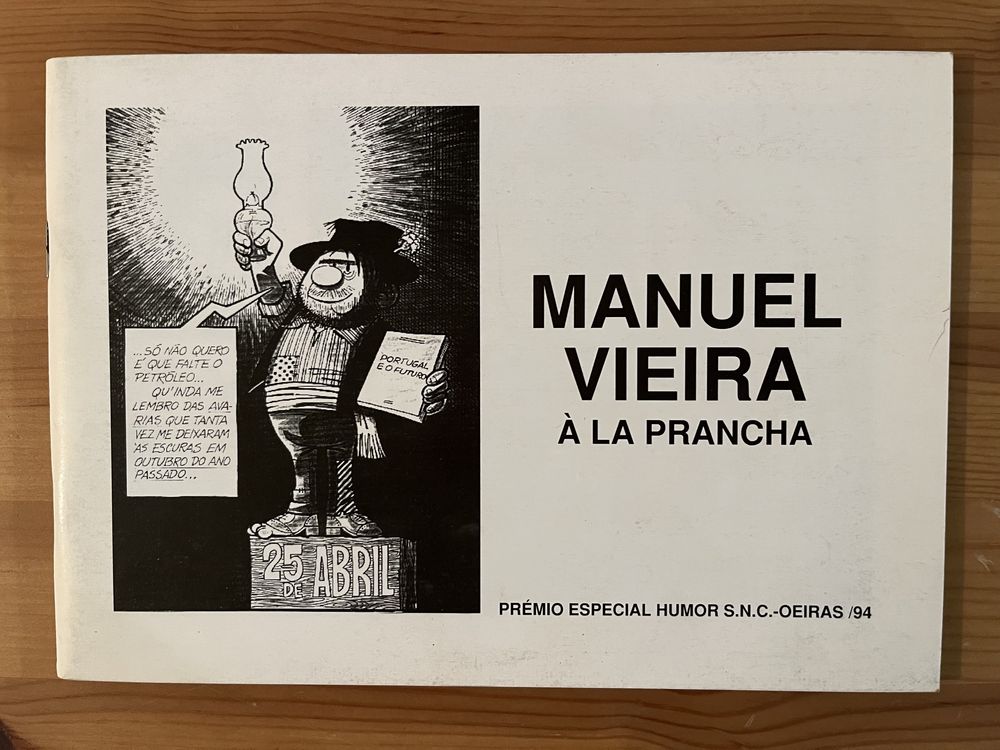 ...SÓ NÃO QUERO
É QUE FALTE O
PETRÓLEO...
QU'INDA ME
LEMBRO DAS AVA-
RIAS QUE TANTA
VEZ ME DEIXARAM
ÀS ESCURAS EM
OUTUBRO DO ANO
PASSADO...
PORTUGAL
E O FUTURO
25
DE ABRIL
MANUEL
VIEIRA
À LA PRANCHA
PRÉMIO ESPECIAL HUMOR S.N.C.-OEIRAS /94